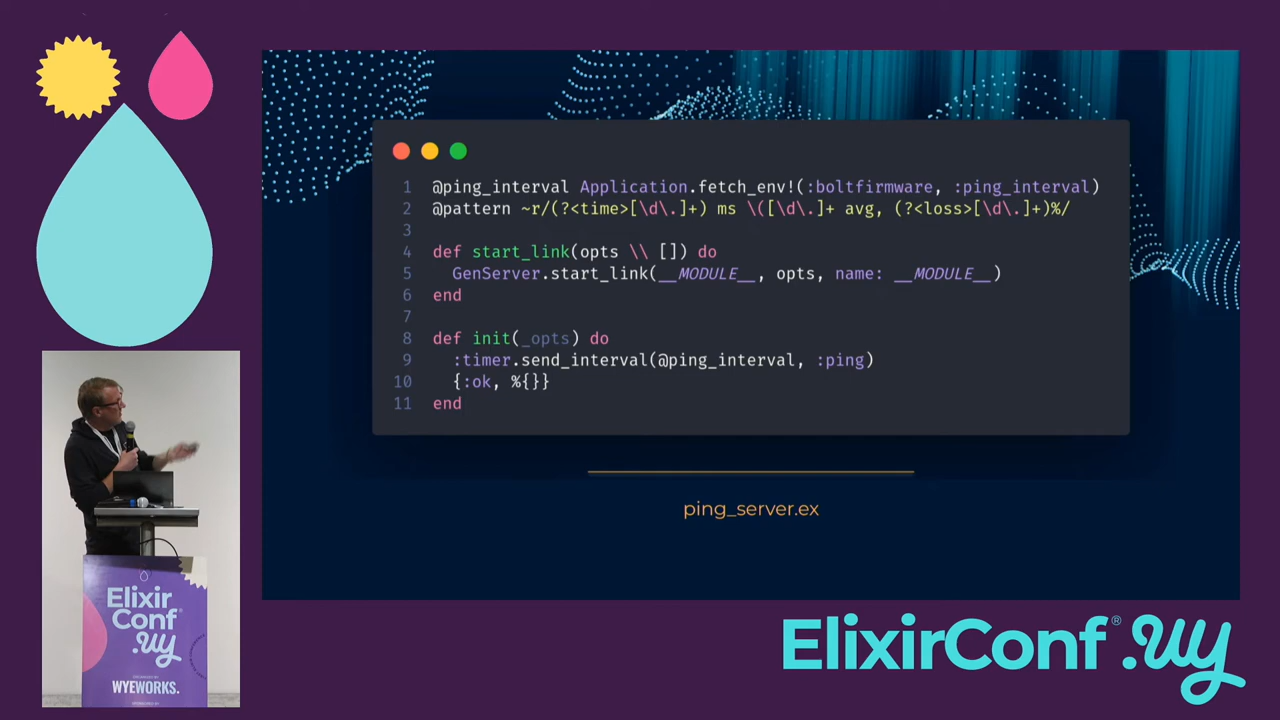 1 @ping_interval Application.fetch_env!(:boltfirmware, :ping_interval)
2 @pattern ~r/(?<time>[\d\.]+) ms \([\d\.]+ avg, (?<loss>[\d\.]+)%/
3
4 def start_link(opts \\ []) do
5   GenServer.start_link(__MODULE__, opts, name: __MODULE__)
6 end
7
8 def init(_opts) do
9   :timer.send_interval(@ping_interval, :ping)
10   {:ok, %{}}
11 end
ping_server.ex
Elixir
Conf®
.uy
WYEWORKS.
ElixirConf® .uy